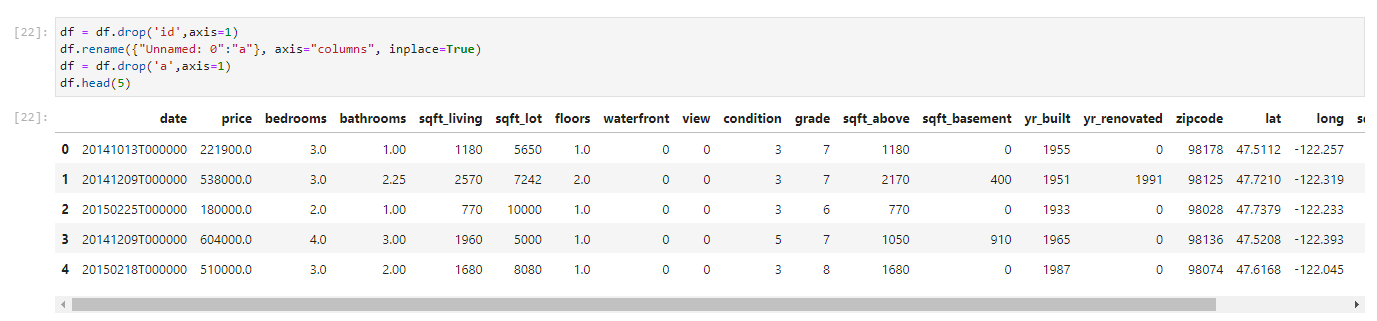 [22]: df = df.drop('id',axis=1)
df.rename({"Unnamed: 0":"a"}, axis="columns", inplace=True)
df = df.drop('a',axis=1)
df.head(5)
[22]: date price bedrooms bathrooms sqft_living sqft_lot floors waterfront view condition grade sqft_above sqft_basement yr_built yr_renovated zipcode lat long
0 20141013T000000 221900.0 3.0 1.00 1180 5650 1.0 0 0 3 7 1180 0 1955 0 98178 47.5112 -122.257
1 20141209T000000 538000.0 3.0 2.25 2570 7242 2.0 0 0 3 7 2170 400 1951 1991 98125 47.7210 -122.319
2 20150225T000000 180000.0 2.0 1.00 770 10000 1.0 0 0 3 6 770 0 1933 0 98028 47.7379 -122.233
3 20141209T000000 604000.0 4.0 3.00 1960 5000 1.0 0 0 5 7 1050 910 1965 0 98136 47.5208 -122.393
4 20150218T000000 510000.0 3.0 2.00 1680 8080 1.0 0 0 3 8 1680 0 1987 0 98074 47.6168 -122.045